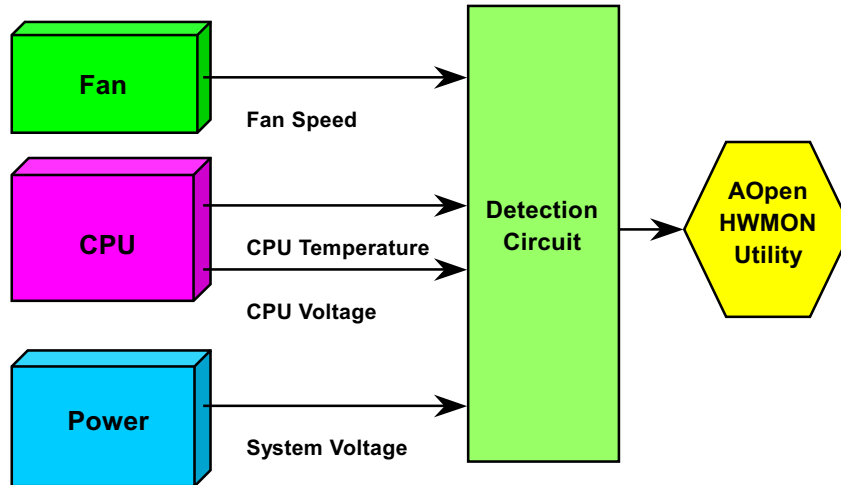 Fan
Fan Speed
CPU
CPU Temperature
CPU Voltage
Power
System Voltage
Detection
Circuit
AOpen
HWMON
Utility